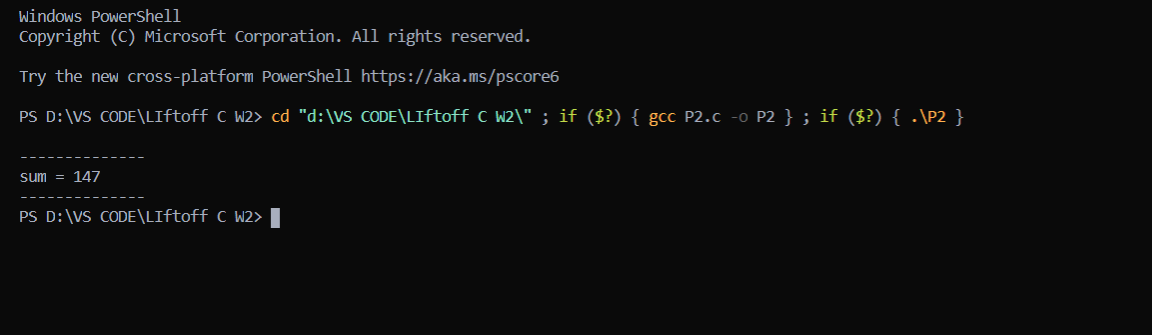 Windows PowerShell
Copyright (C) Microsoft Corporation. All rights reserved.
Try the new cross-platform PowerShell https://aka.ms/pscore6
PS D:\VS CODE\LIftoff C W2> cd "d:\VS CODE\LIftoff C W2\" ; if ($?) { gcc P2.c -o P2 } ; if ($?) { .\P2 }
--------------
sum = 147
--------------
PS D:\VS CODE\LIftoff C W2>